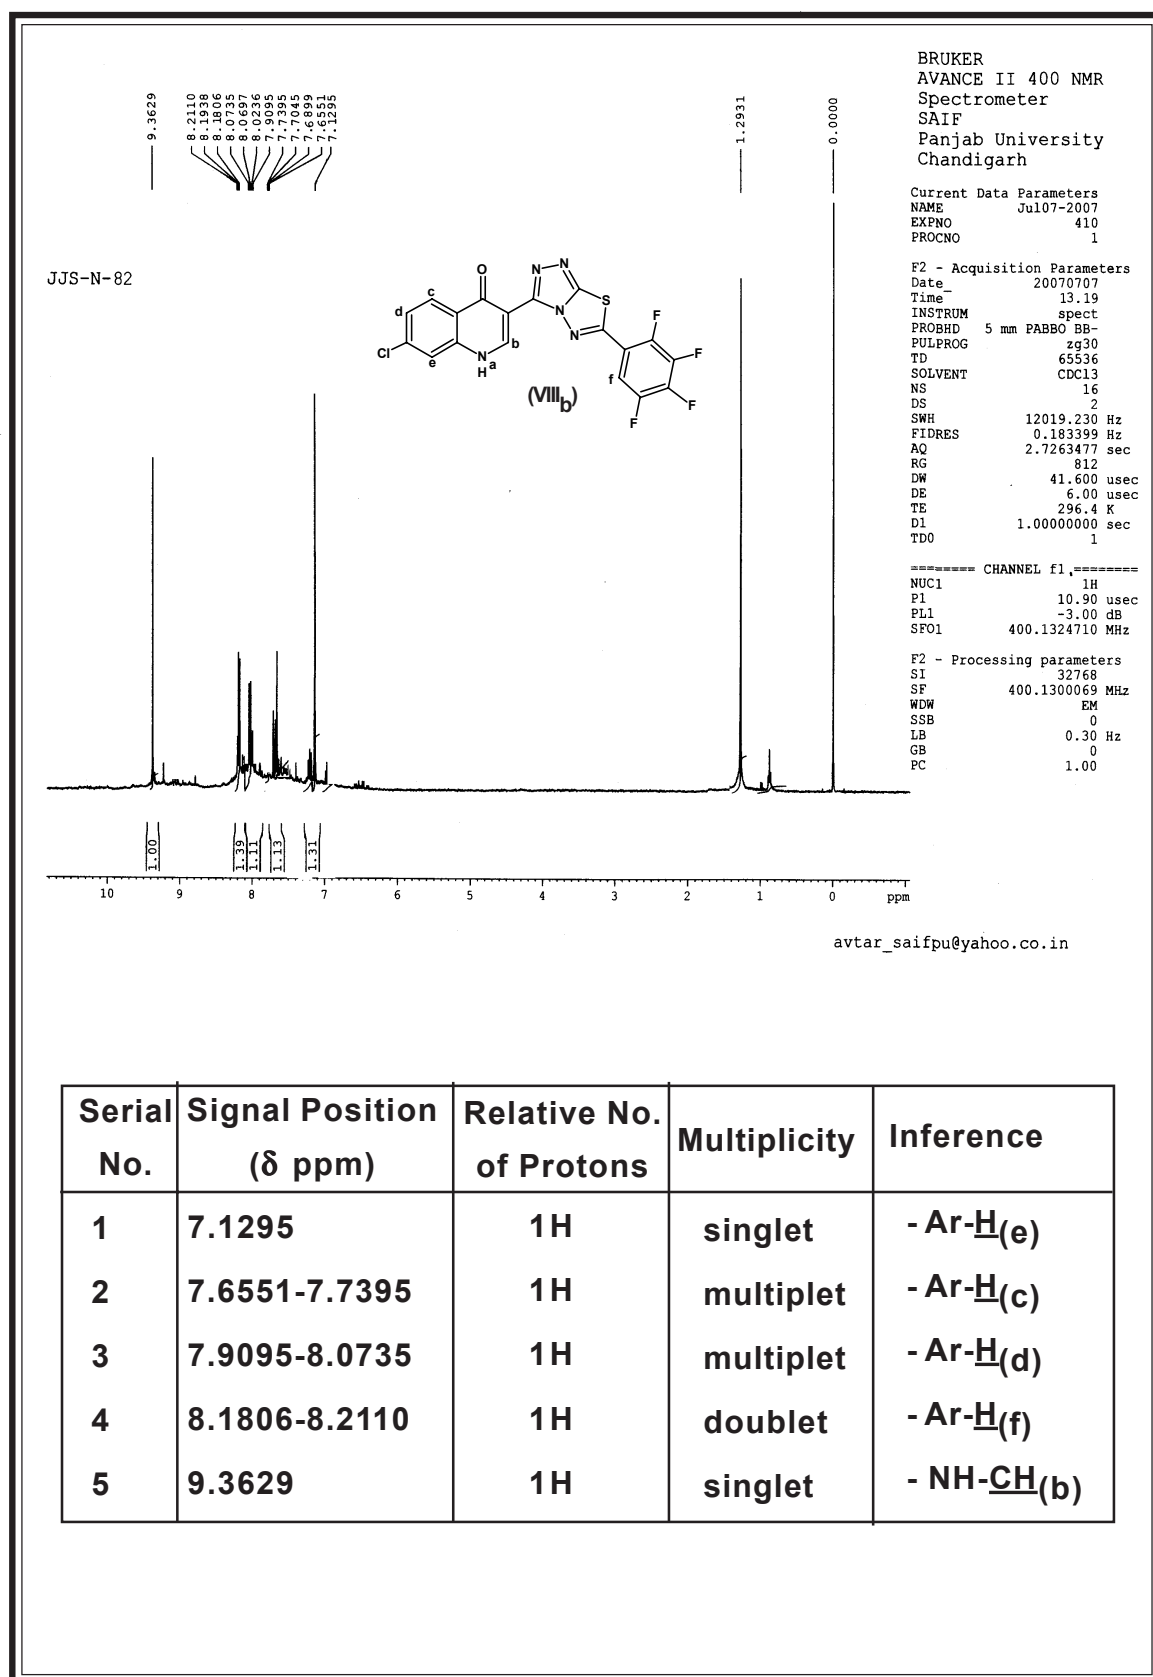 9.3629
8.2110
8.1938
8.1806
8.0735
8.0697
8.0236
7.9095
7.7395
7.7045
7.6899
7.6551
7.1295
1.2931
0.0000
BRUKER
AVANCE II 400 NMR
Spectrometer
SAIF
Panjab University
Chandigarh
Current Data Parameters
NAME Jul07-2007
EXPNO 410
PROCNO 1
F2 - Acquisition Parameters
Date_ 20070707
Time 13.19
INSTRUM spect
PROBHD 5 mm PABBO BB-
PULPROG zg30
TD 65536
SOLVENT CDCl3
NS 16
DS 2
SWH 12019.230 Hz
FIDRES 0.183399 Hz
AQ 2.7263477 sec
RG 812
DW 41.600 usec
DE 6.00 usec
TE 296.4 K
D1 1.00000000 sec
TD0 1
======== CHANNEL f1 ========
NUC1 1H
P1 10.90 usec
PL1 -3.00 dB
SFO1 400.1324710 MHz
F2 - Processing parameters
SI 32768
SF 400.1300069 MHz
WDW EM
SSB 0
LB 0.30 Hz
GB 0
PC 1.00
JJS-N-82
O
N N
c
S
d
N
N
F
b
Cl
N a
F
e
H
f
(VIIIb)
F
F
1.00
1.39
1.11
1.13
1.31
10 9 8 7 6 5 4 3 2 1 0 ppm
avtar_saifpu@yahoo.co.in
Serial No. Signal Position (δ ppm) Relative No. of Protons Multiplicity Inference
1 7.1295 1H singlet - Ar-H(e)
2 7.6551-7.7395 1H multiplet - Ar-H(c)
3 7.9095-8.0735 1H multiplet - Ar-H(d)
4 8.1806-8.2110 1H doublet - Ar-H(f)
5 9.3629 1H singlet - NH-CH(b)